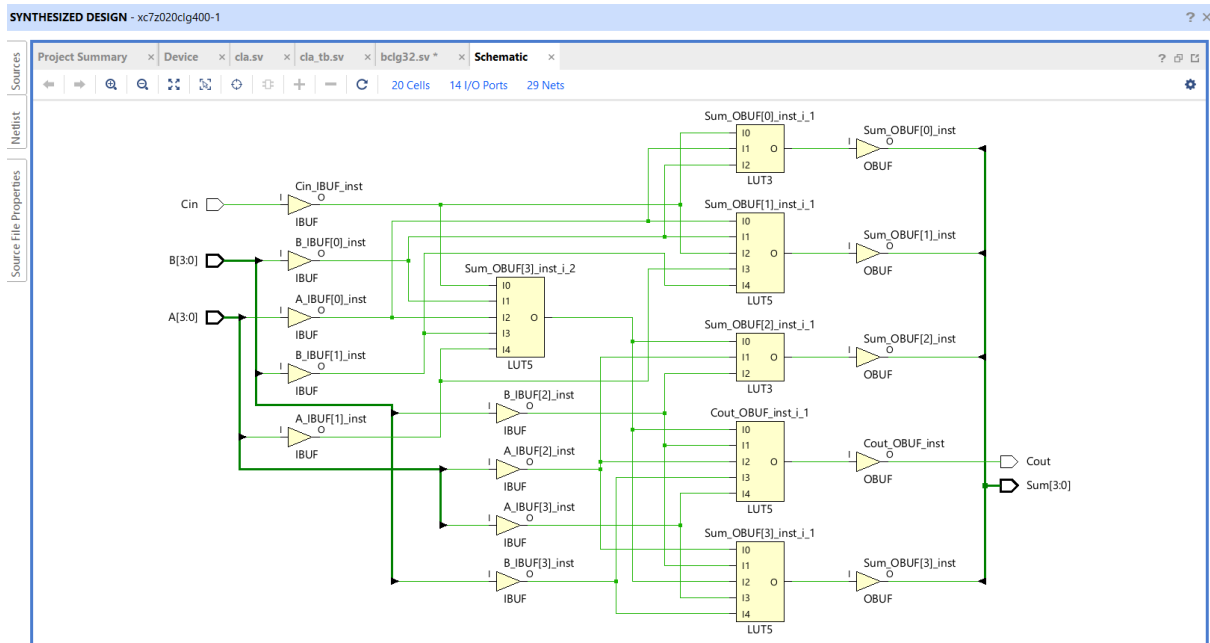 SYNTHESIZED DESIGN - xc7z020clg400-1 ? ×
Sources
Netlist
Source File Properties
Project Summary × Device × cla.sv × cla_tb.sv × bclg32.sv * × Schematic × ?
20 Cells 14 I/O Ports 29 Nets
Cin
B[3:0]
A[3:0]
Cin_IBUF_inst
I O
IBUF
B_IBUF[0]_inst
I O
IBUF
A_IBUF[0]_inst
I O
IBUF
B_IBUF[1]_inst
I O
IBUF
A_IBUF[1]_inst
I O
IBUF
Sum_OBUF[3]_inst_i_2
I0
I1
I2 O
I3
I4
LUT5
B_IBUF[2]_inst
I O
IBUF
A_IBUF[2]_inst
I O
IBUF
A_IBUF[3]_inst
I O
IBUF
B_IBUF[3]_inst
I O
IBUF
Sum_OBUF[0]_inst_i_1
I0
I1 O
I2
LUT3
Sum_OBUF[1]_inst_i_1
I0
I1
I2 O
I3
I4
LUT5
Sum_OBUF[2]_inst_i_1
I0
I1 O
I2
LUT3
Cout_OBUF_inst_i_1
I0
I1
I2 O
I3
I4
LUT5
Sum_OBUF[3]_inst_i_1
I0
I1
I2 O
I3
I4
LUT5
Sum_OBUF[0]_inst
I O
OBUF
Sum_OBUF[1]_inst
I O
OBUF
Sum_OBUF[2]_inst
I O
OBUF
Cout_OBUF_inst
I O
OBUF
Sum_OBUF[3]_inst
I O
OBUF
Cout
Sum[3:0]